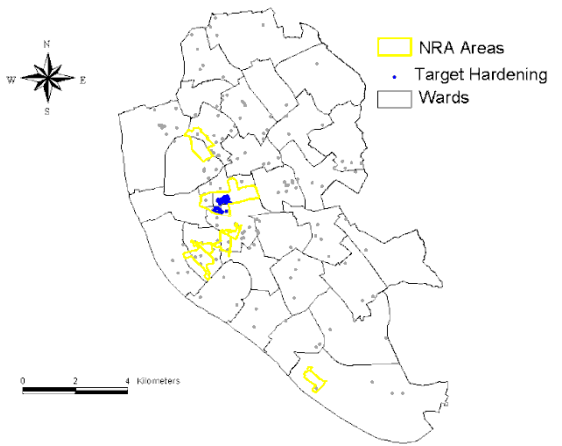 N
W E
S
NRA Areas
Target Hardening
Wards
0 2 4 Kilometers